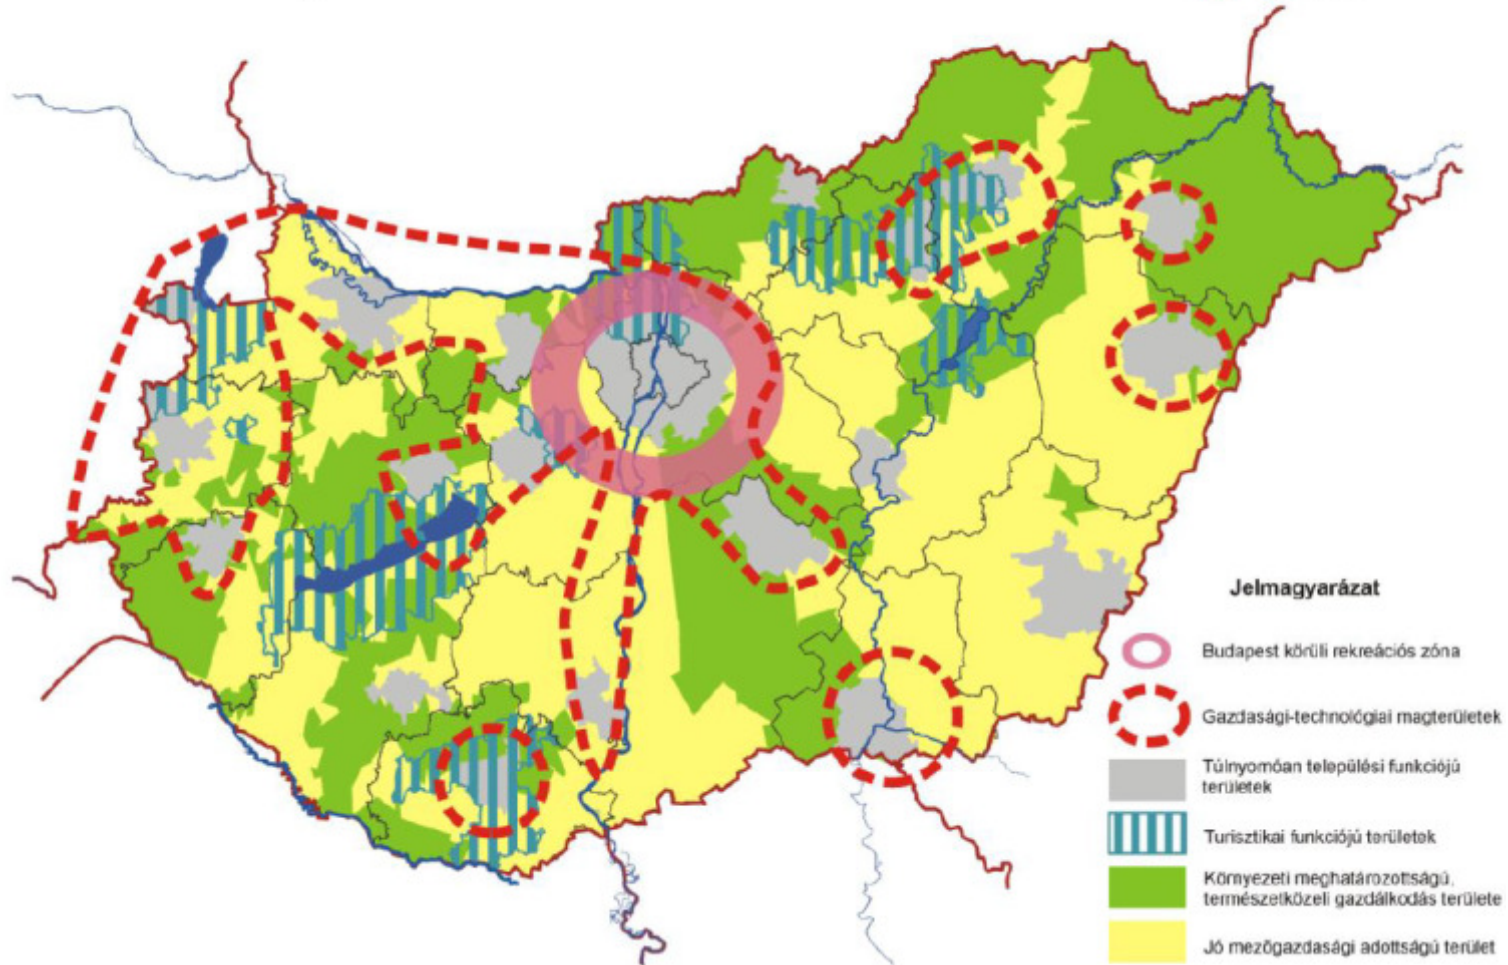 Jelmagyarázat
Budapest körüli rekreációs zóna
Gazdasági-technológiai magterületek
Túlnyomóan települési funkciójú
területek
Turisztikai funkciójú területek
Környezeti meghatározottságú,
természetközeli gazdálkodás területe
Jó mezőgazdasági adottságú terület